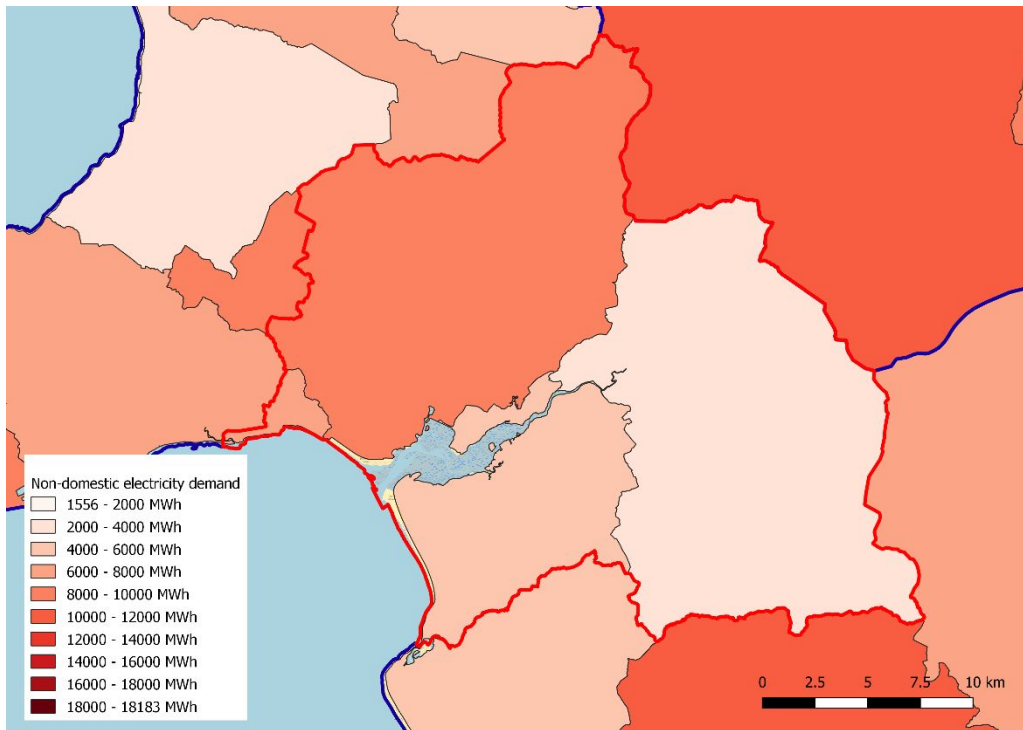 Non-domestic electricity demand
1556 - 2000 MWh
2000 - 4000 MWh
4000 - 6000 MWh
6000 - 8000 MWh
8000 - 10000 MWh
10000 - 12000 MWh
12000 - 14000 MWh
14000 - 16000 MWh
16000 - 18000 MWh
18000 - 18183 MWh
0 2.5 5 7.5 10 km